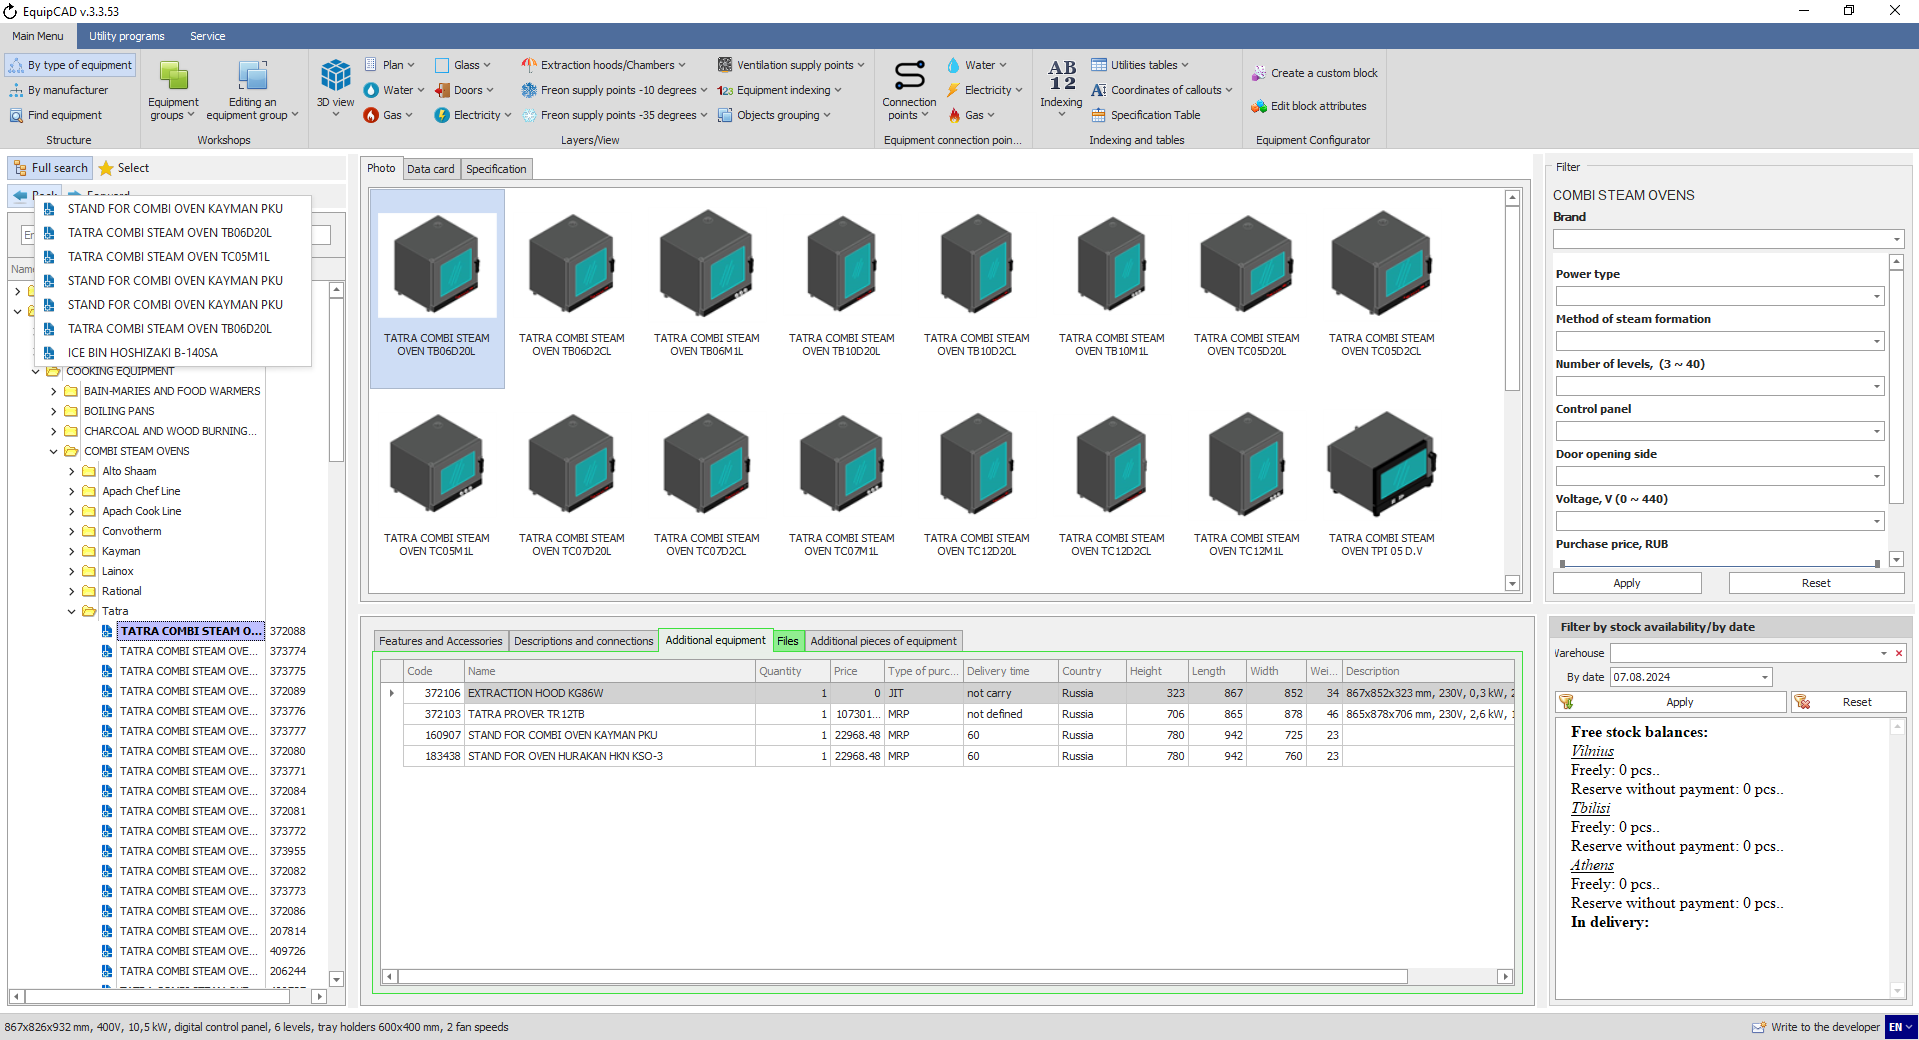 EquipCAD v.3.3.53
Main Menu
Utility programs
Service
By type of equipment
By manufacturer
Find equipment
Structure
Equipment groups
Editing an equipment group
Workshops
3D view
Plan
Water
Gas
Glass
Doors
Electricity
Extraction hoods/Chambers
Freon supply points -10 degrees
Freon supply points -35 degrees
Ventilation supply points
Equipment indexing
Objects grouping
Layers/View
Connection points
Water
Electricity
Gas
Equipment connection poin...
AB
12
Indexing
Utilities tables
Coordinates of callouts
Specification Table
Indexing and tables
Create a custom block
Edit block attributes
Equipment Configurator
Full search
Select
STAND FOR COMBI OVEN KAYMAN PKU
TATRA COMBI STEAM OVEN TB06D20L
TATRA COMBI STEAM OVEN TC05M1L
STAND FOR COMBI OVEN KAYMAN PKU
STAND FOR COMBI OVEN KAYMAN PKU
TATRA COMBI STEAM OVEN TB06D20L
ICE BIN HOSHIZAKI B-140SA
COOKING EQUIPMENT
BAIN-MARIES AND FOOD WARMERS
BOILING PANS
CHARCOAL AND WOOD BURNING...
COMBI STEAM OVENS
Alto Shaam
Apach Chef Line
Apach Cook Line
Convotherm
Kayman
Lainox
Rational
Tatra
TATRA COMBI STEAM O... 372088
TATRA COMBI STEAM OVE... 373774
TATRA COMBI STEAM OVE... 373775
TATRA COMBI STEAM OVE... 372089
TATRA COMBI STEAM OVE... 373776
TATRA COMBI STEAM OVE... 373777
TATRA COMBI STEAM OVE... 372080
TATRA COMBI STEAM OVE... 373771
TATRA COMBI STEAM OVE... 372084
TATRA COMBI STEAM OVE... 372081
TATRA COMBI STEAM OVE... 373772
TATRA COMBI STEAM OVE... 373955
TATRA COMBI STEAM OVE... 372082
TATRA COMBI STEAM OVE... 373773
TATRA COMBI STEAM OVE... 372086
TATRA COMBI STEAM OVE... 207814
TATRA COMBI STEAM OVE... 409726
TATRA COMBI STEAM OVE... 206244
Photo
Data card
Specification
TATRA COMBI STEAM OVEN TB06D20L
TATRA COMBI STEAM OVEN TB06D2CL
TATRA COMBI STEAM OVEN TB06M1L
TATRA COMBI STEAM OVEN TB10D20L
TATRA COMBI STEAM OVEN TB10D2CL
TATRA COMBI STEAM OVEN TB10M1L
TATRA COMBI STEAM OVEN TC05D20L
TATRA COMBI STEAM OVEN TC05D2CL
TATRA COMBI STEAM OVEN TC05M1L
TATRA COMBI STEAM OVEN TC07D20L
TATRA COMBI STEAM OVEN TC07D2CL
TATRA COMBI STEAM OVEN TC07M1L
TATRA COMBI STEAM OVEN TC12D20L
TATRA COMBI STEAM OVEN TC12D2CL
TATRA COMBI STEAM OVEN TC12M1L
TATRA COMBI STEAM OVEN TPI 05 D.V
Features and Accessories
Descriptions and connections
Additional equipment
Files
Additional pieces of equipment
Code Name Quantity Price Type of purc... Delivery time Country Height Length Width Wei... Description
372106 EXTRACTION HOOD KG86W 1 0 JIT not carry Russia 323 867 852 34 867x852x323 mm, 230V, 0,3 kW, 2
372103 TATRA PROVER TR12TB 1 107301... MRP not defined Russia 706 865 878 46 865x878x706 mm, 230V, 2,6 kW,
160907 STAND FOR COMBI OVEN KAYMAN PKU 1 22968.48 MRP 60 Russia 780 942 725 23
183438 STAND FOR OVEN HURAKAN HKN KSO-3 1 22968.48 MRP 60 Russia 780 942 760 23
Filter
COMBI STEAM OVENS
Brand
Power type
Method of steam formation
Number of levels, (3 ~ 40)
Control panel
Door opening side
Voltage, V (0 ~ 440)
Purchase price, RUB
Apply
Reset
Filter by stock availability/by date
Warehouse
By date 07.08.2024
Apply
Reset
Free stock balances:
Vilnius
Freely: 0 pcs..
Reserve without payment: 0 pcs..
Tbilisi
Freely: 0 pcs..
Reserve without payment: 0 pcs..
Athens
Freely: 0 pcs..
Reserve without payment: 0 pcs..
In delivery:
867x826x932 mm, 400V, 10,5 kW, digital control panel, 6 levels, tray holders 600x400 mm, 2 fan speeds
Write to the developer
EN